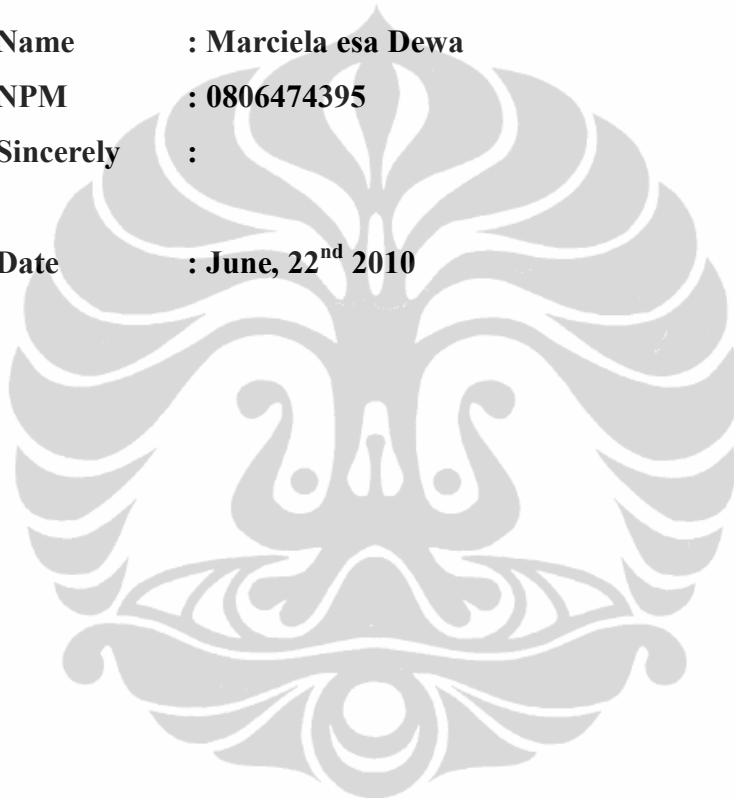 Name : Marciela esa Dewa
NPM : 0806474395
Sincerely :
Date : June, 22nd 2010